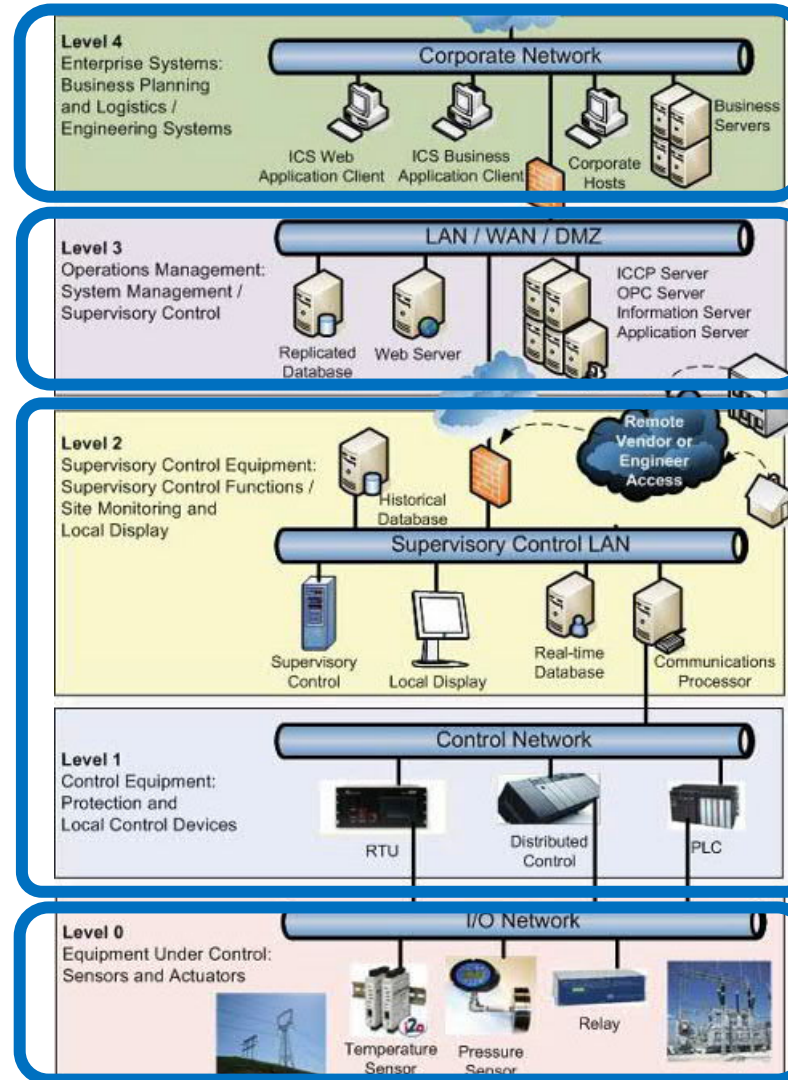 Level 4
Enterprise Systems:
Business Planning
and Logistics /
Engineering Systems
Corporate Network
ICS Web
Application Client
ICS Business
Application Client
Corporate
Hosts
Business
Servers
Level 3
Operations Management:
System Management /
Supervisory Control
LAN / WAN / DMZ
Replicated
Database
Web Server
ICCP Server
OPC Server
Information Server
Application Server
Level 2
Supervisory Control Equipment:
Supervisory Control Functions /
Site Monitoring and
Local Display
Remote
Vendor or
Engineer
Access
Historical
Database
Supervisory Control LAN
Supervisory
Control
Local Display
Real-time
Database
Communications
Processor
Level 1
Control Equipment:
Protection and
Local Control Devices
Control Network
RTU
Distributed
Control
PLC
Level 0
Equipment Under Control:
Sensors and Actuators
I/O Network
Temperature
Sensor
Pressure
Sensor
Relay